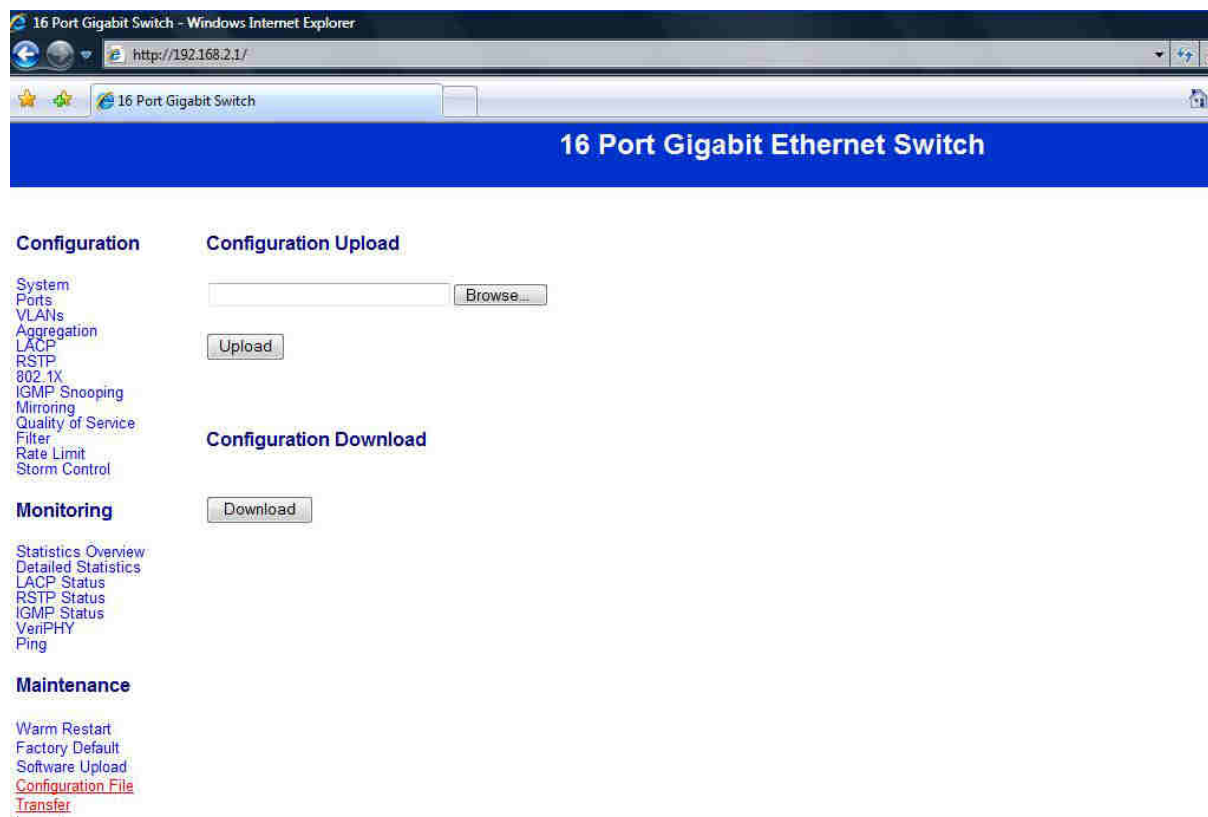 16 Port Gigabit Switch - Windows Internet Explorer
http://192.168.2.1/
16 Port Gigabit Switch
16 Port Gigabit Ethernet Switch
Configuration
System
Ports
VLANs
Aggregation
LACP
RSTP
802.1X
IGMP Snooping
Mirroring
Quality of Service
Filter
Rate Limit
Storm Control
Monitoring
Statistics Overview
Detailed Statistics
LACP Status
RSTP Status
IGMP Status
VeriPHY
Ping
Maintenance
Warm Restart
Factory Default
Software Upload
Configuration File
Transfer
Configuration Upload
Browse...
Upload
Configuration Download
Download